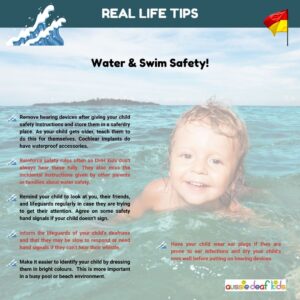 REAL LIFE TIPS
Water & Swim Safety!
Remove hearing devices after giving your child
safety instructions and store them in a safe/dry
place. As your child gets older, teach them to
do this for themselves. Cochlear implants do
have waterproof accessories.
Reinforce safety rules often as DHH kids don't
always hear these fully. They also miss the
incidental instructions given by other parents
or families about water safety.
Remind your child to look at you, their friends,
and lifeguards regularly in case they are trying
to get their attention. Agree on some safety
hand signals if your child doesn't sign.
Inform the lifeguards of your child's deafness
and that they may be slow to respond or need
hand signals if they can't hear their whistle.
Make it easier to identify your child by dressing
them in bright colours. This is more important
in a busy pool or beach environment.
Have your child wear ear plugs if they are
prone to ear infections and dry your child's
ears well before putting on hearing devices
aussie deaf kids